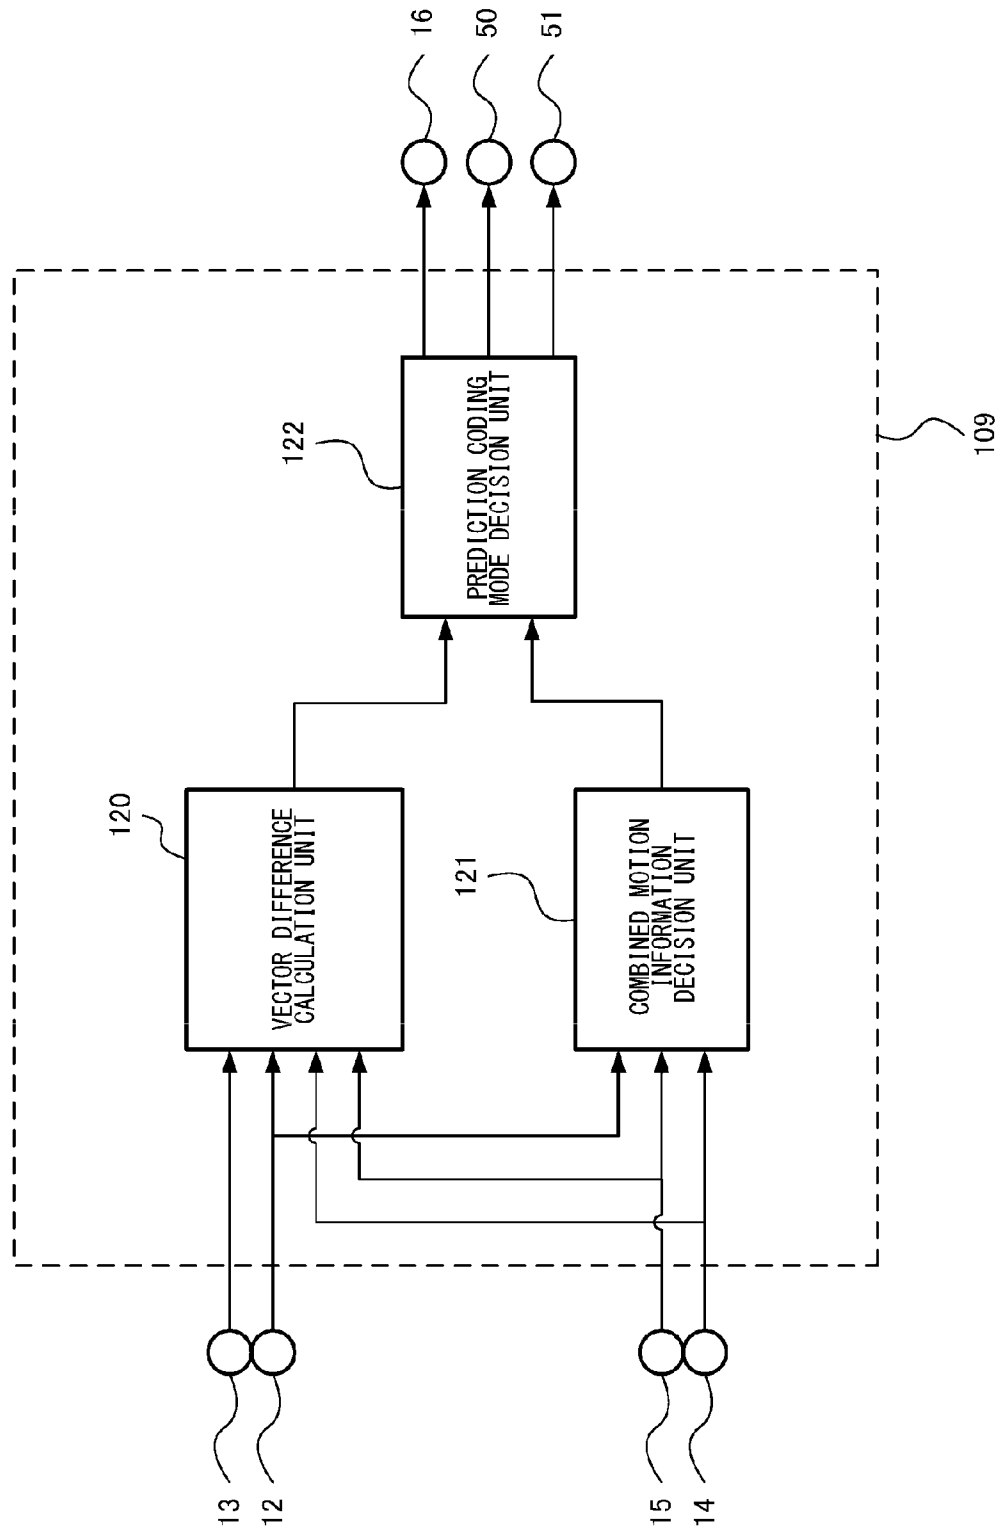 13
12
15
14
120
VECTOR DIFFERENCE
CALCULATION UNIT
121
COMBINED MOTION
INFORMATION
DECISION UNIT
122
PREDICTION CODING
MODE DECISION UNIT
16
50
51
109